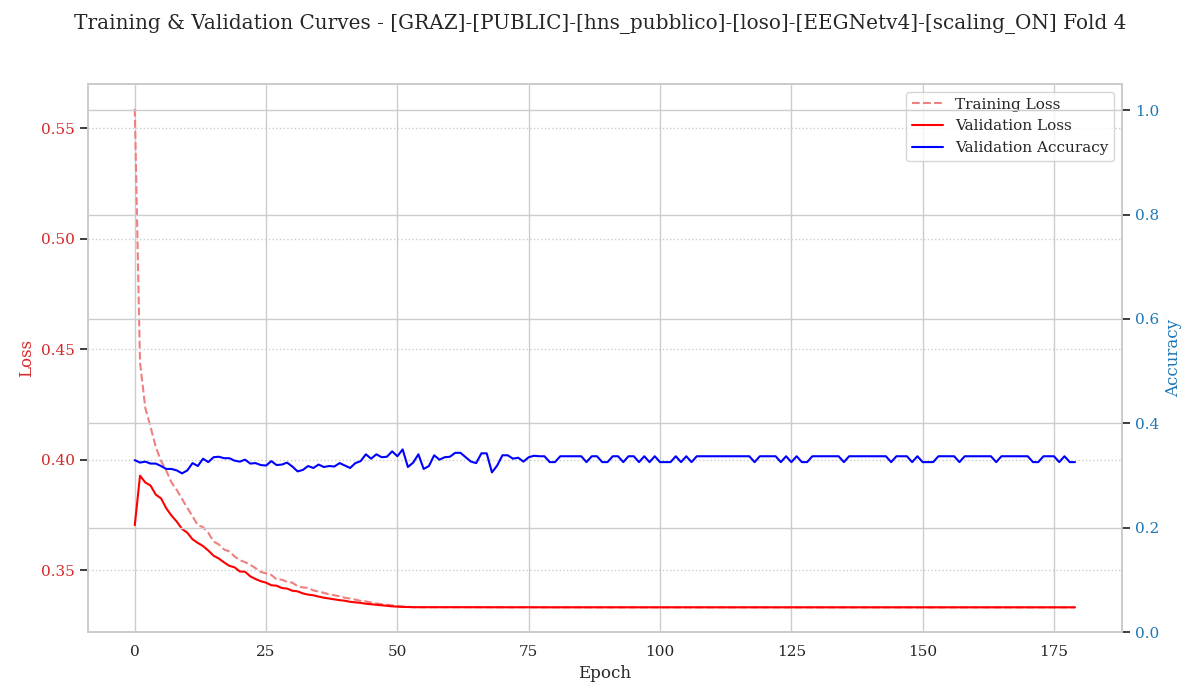 Training & Validation Curves - [GRAZ]-[PUBLIC]-[hns_pubblico]-[loso]-[EEGNetv4]-[scaling_ON] Fold 4
Training Loss
Validation Loss
Validation Accuracy
0.55
0.50
0.45
0.40
0.35
Loss
1.0
0.8
0.6
0.4
0.2
0.0
Accuracy
0
25
50
75
100
125
150
175
Epoch